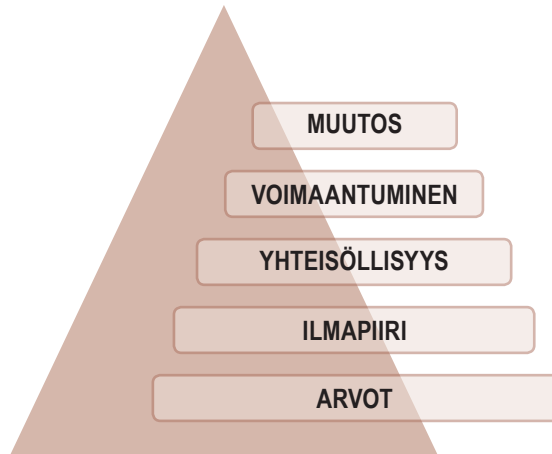 MUUTOS
VOIMAANTUMINEN
YHTEISÖLLISYYS
ILMAPIIRI
ARVOT